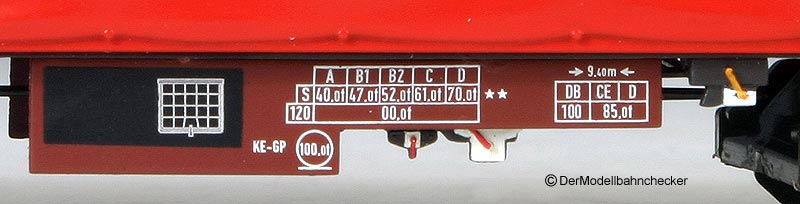 A B1 B2 C D
S 40,0t 47,0t 52,0t 61,0t 70,0t ★★
120 00,0t
KE-GP 100,0t
9.40m
DB CE D
100 85,0t
© DerModellbahnchecker